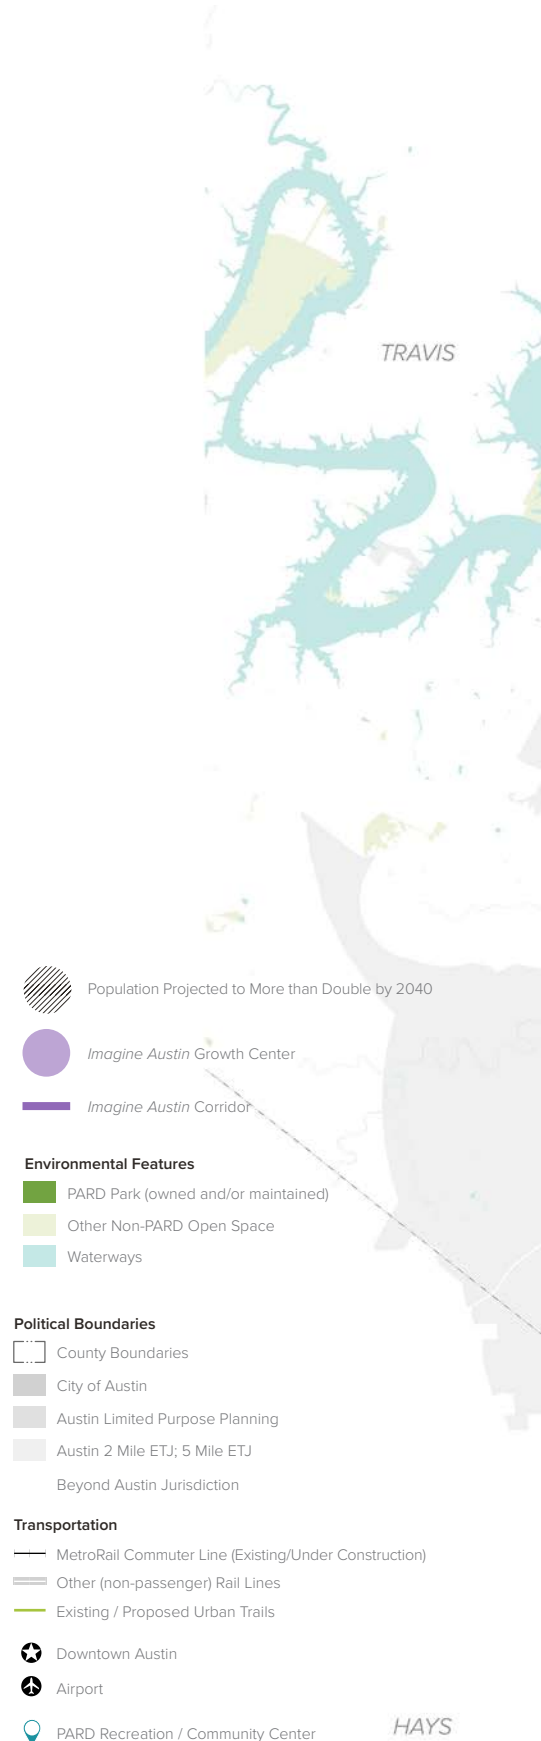 TRAVIS
Population Projected to More than Double by 2040
Imagine Austin Growth Center
Imagine Austin Corridor
Environmental Features
PARD Park (owned and/or maintained)
Other Non-PARD Open Space
Waterways
Political Boundaries
County Boundaries
City of Austin
Austin Limited Purpose Planning
Austin 2 Mile ETJ; 5 Mile ETJ
Beyond Austin Jurisdiction
Transportation
MetroRail Commuter Line (Existing/Under Construction)
Other (non-passenger) Rail Lines
Existing / Proposed Urban Trails
Downtown Austin
Airport
PARD Recreation / Community Center
HAYS